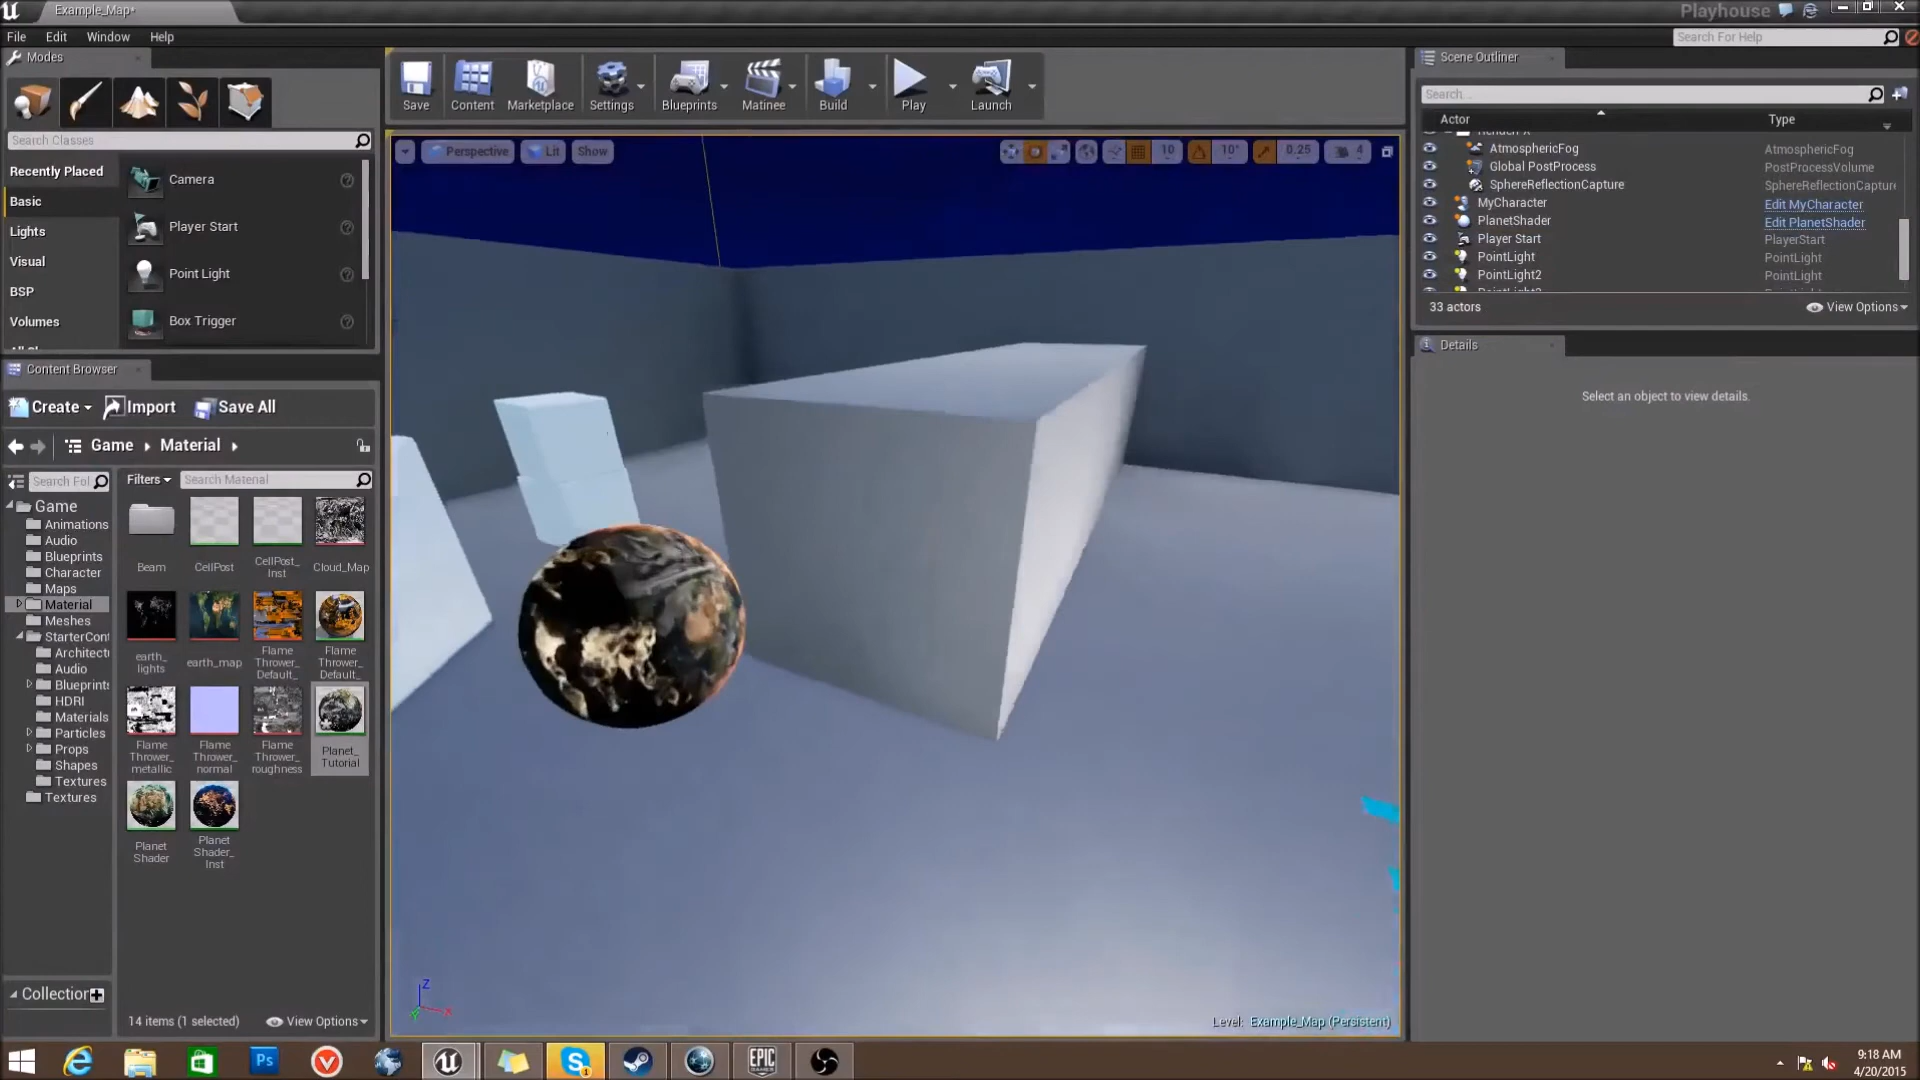 Example_Map*
Playhouse
File Edit Window Help
Search For Help
Modes
Search Classes
Recently Placed
Basic
Lights
Visual
BSP
Volumes
Camera
Player Start
Point Light
Box Trigger
Save
Content
Marketplace
Settings
Blueprints
Matinee
Build
Play
Launch
Perspective
Lit
Show
10
10°
0.25
4
Level: Example_Map (Persistent)
Z
X
Y
Scene Outliner
Search...
Actor Type
AtmosphericFog AtmosphericFog
Global PostProcess PostProcessVolume
SphereReflectionCapture SphereReflectionCapture
MyCharacter Edit MyCharacter
PlanetShader Edit PlanetShader
Player Start PlayerStart
PointLight PointLight
PointLight2 PointLight
33 actors
View Options
Details
Select an object to view details.
Content Browser
Create
Import
Save All
Game
Material
Search Fol
Filters
Search Material
Game
Animations
Audio
Blueprints
Character
Maps
Material
Meshes
StarterCont
Architectu
Audio
Blueprints
HDRI
Materials
Particles
Props
Shapes
Textures
Textures
Collection
Beam
CellPost
CellPost_
Inst
Cloud_Map
earth_
lights
earth_map
Flame
Thrower_
Default_
Flame
Thrower_
Default_
Flame
Thrower_
metallic
Flame
Thrower_
normal
Flame
Thrower_
roughness
Planet_
Tutorial
Planet
Shader
Planet
Shader_
Inst
14 items (1 selected)
View Options
Ps
EPIC
GAMES
9:18 AM
4/20/2015